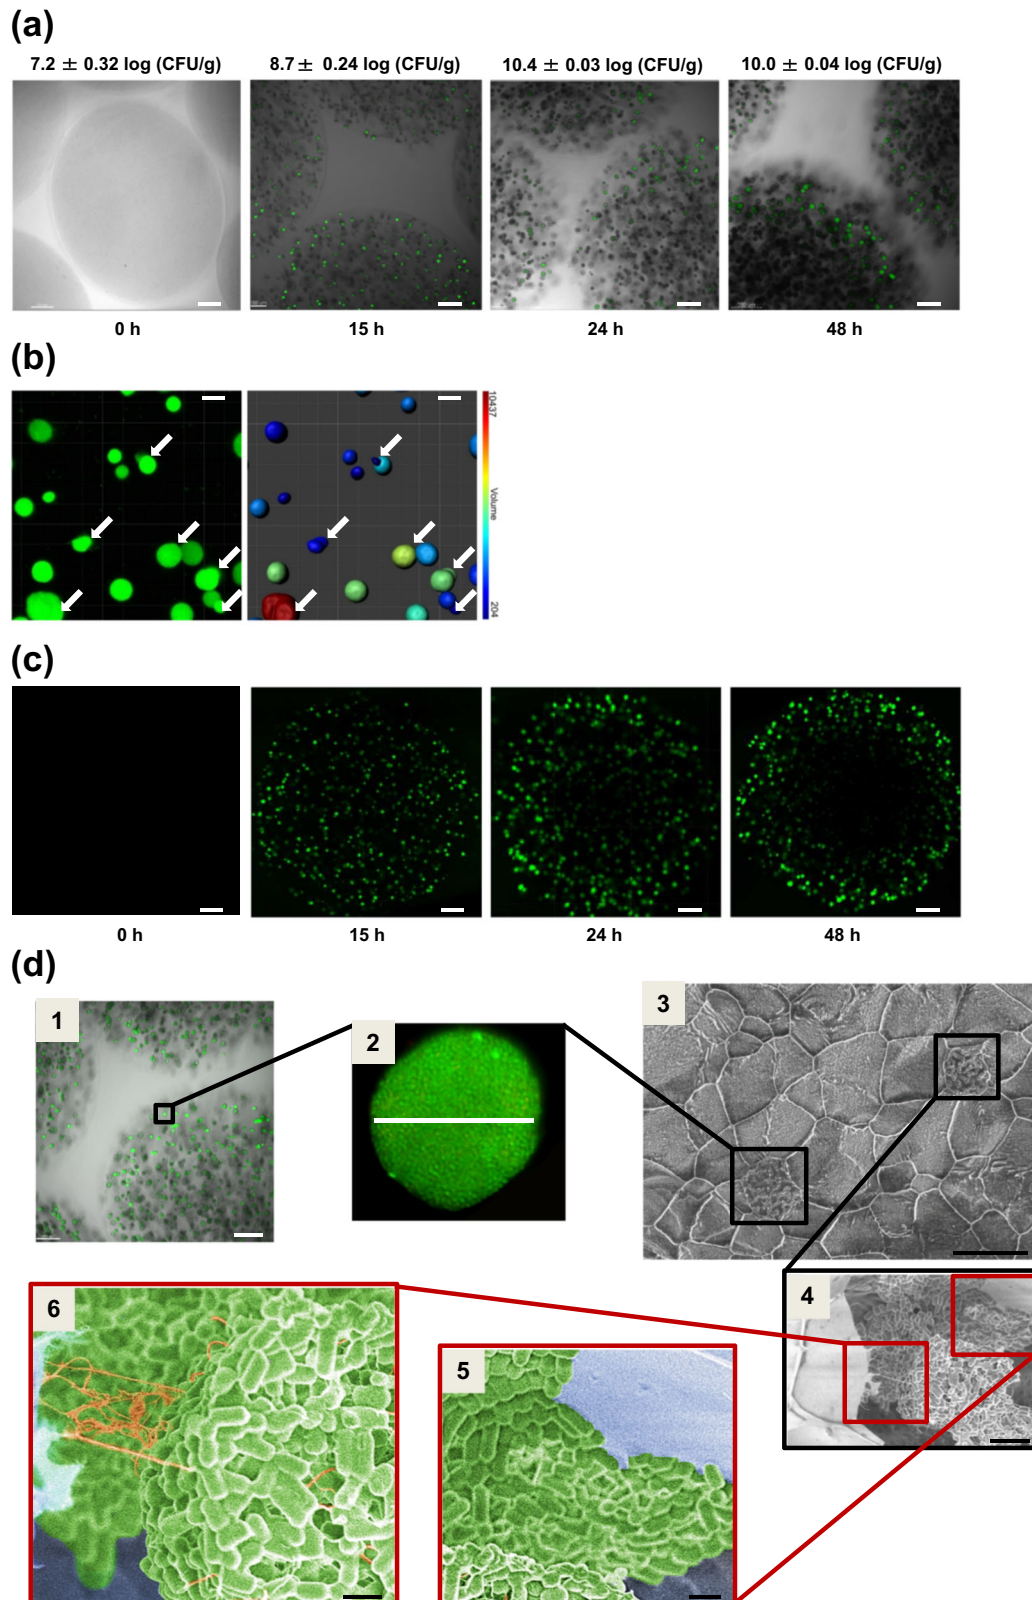 (a)
7.2 ± 0.32 log (CFU/g)
8.7 ± 0.24 log (CFU/g)
10.4 ± 0.03 log (CFU/g)
10.0 ± 0.04 log (CFU/g)
0 h
15 h
24 h
48 h
(b)
10437
Volume
204
(c)
0 h
15 h
24 h
48 h
(d)
1
2
3
4
5
6